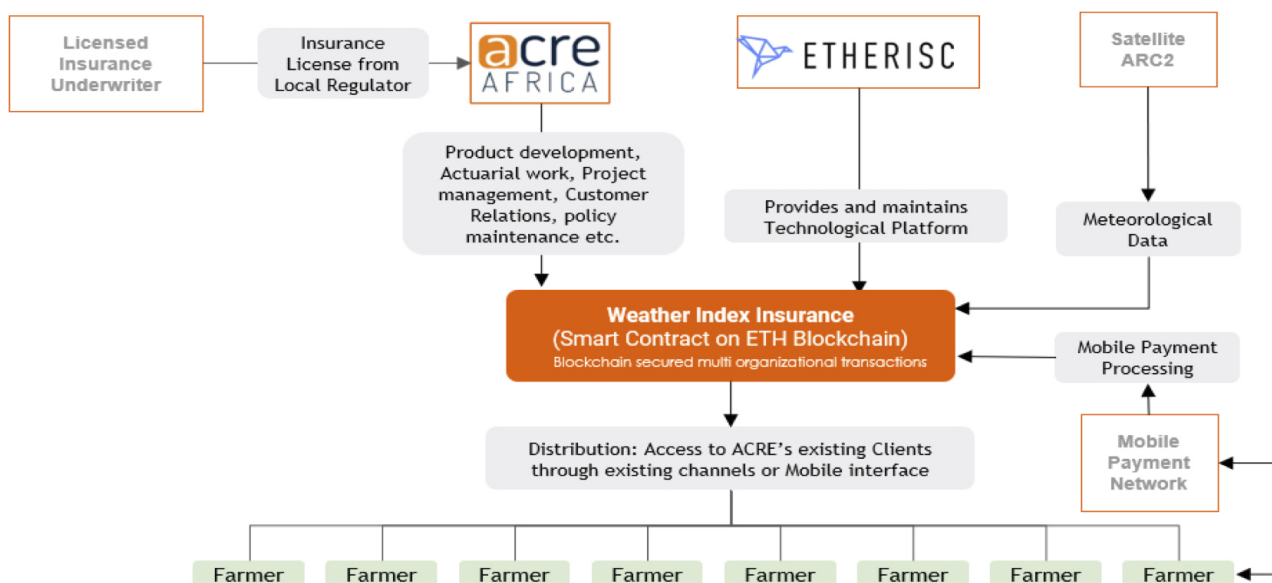 Licensed
Insurance
Underwriter
Insurance
License from
Local Regulator
acre
AFRICA
ETHERISC
Satellite
ARC2
Product development,
Actuarial work, Project
management, Customer
Relations, policy
maintenance etc.
Provides and maintains
Technological Platform
Meteorological
Data
Weather Index Insurance
(Smart Contract on ETH Blockchain)
Blockchain secured multi organizational transactions
Mobile Payment
Processing
Distribution: Access to ACRE's existing Clients
through existing channels or Mobile interface
Mobile
Payment
Network
Farmer
Farmer
Farmer
Farmer
Farmer
Farmer
Farmer
Farmer